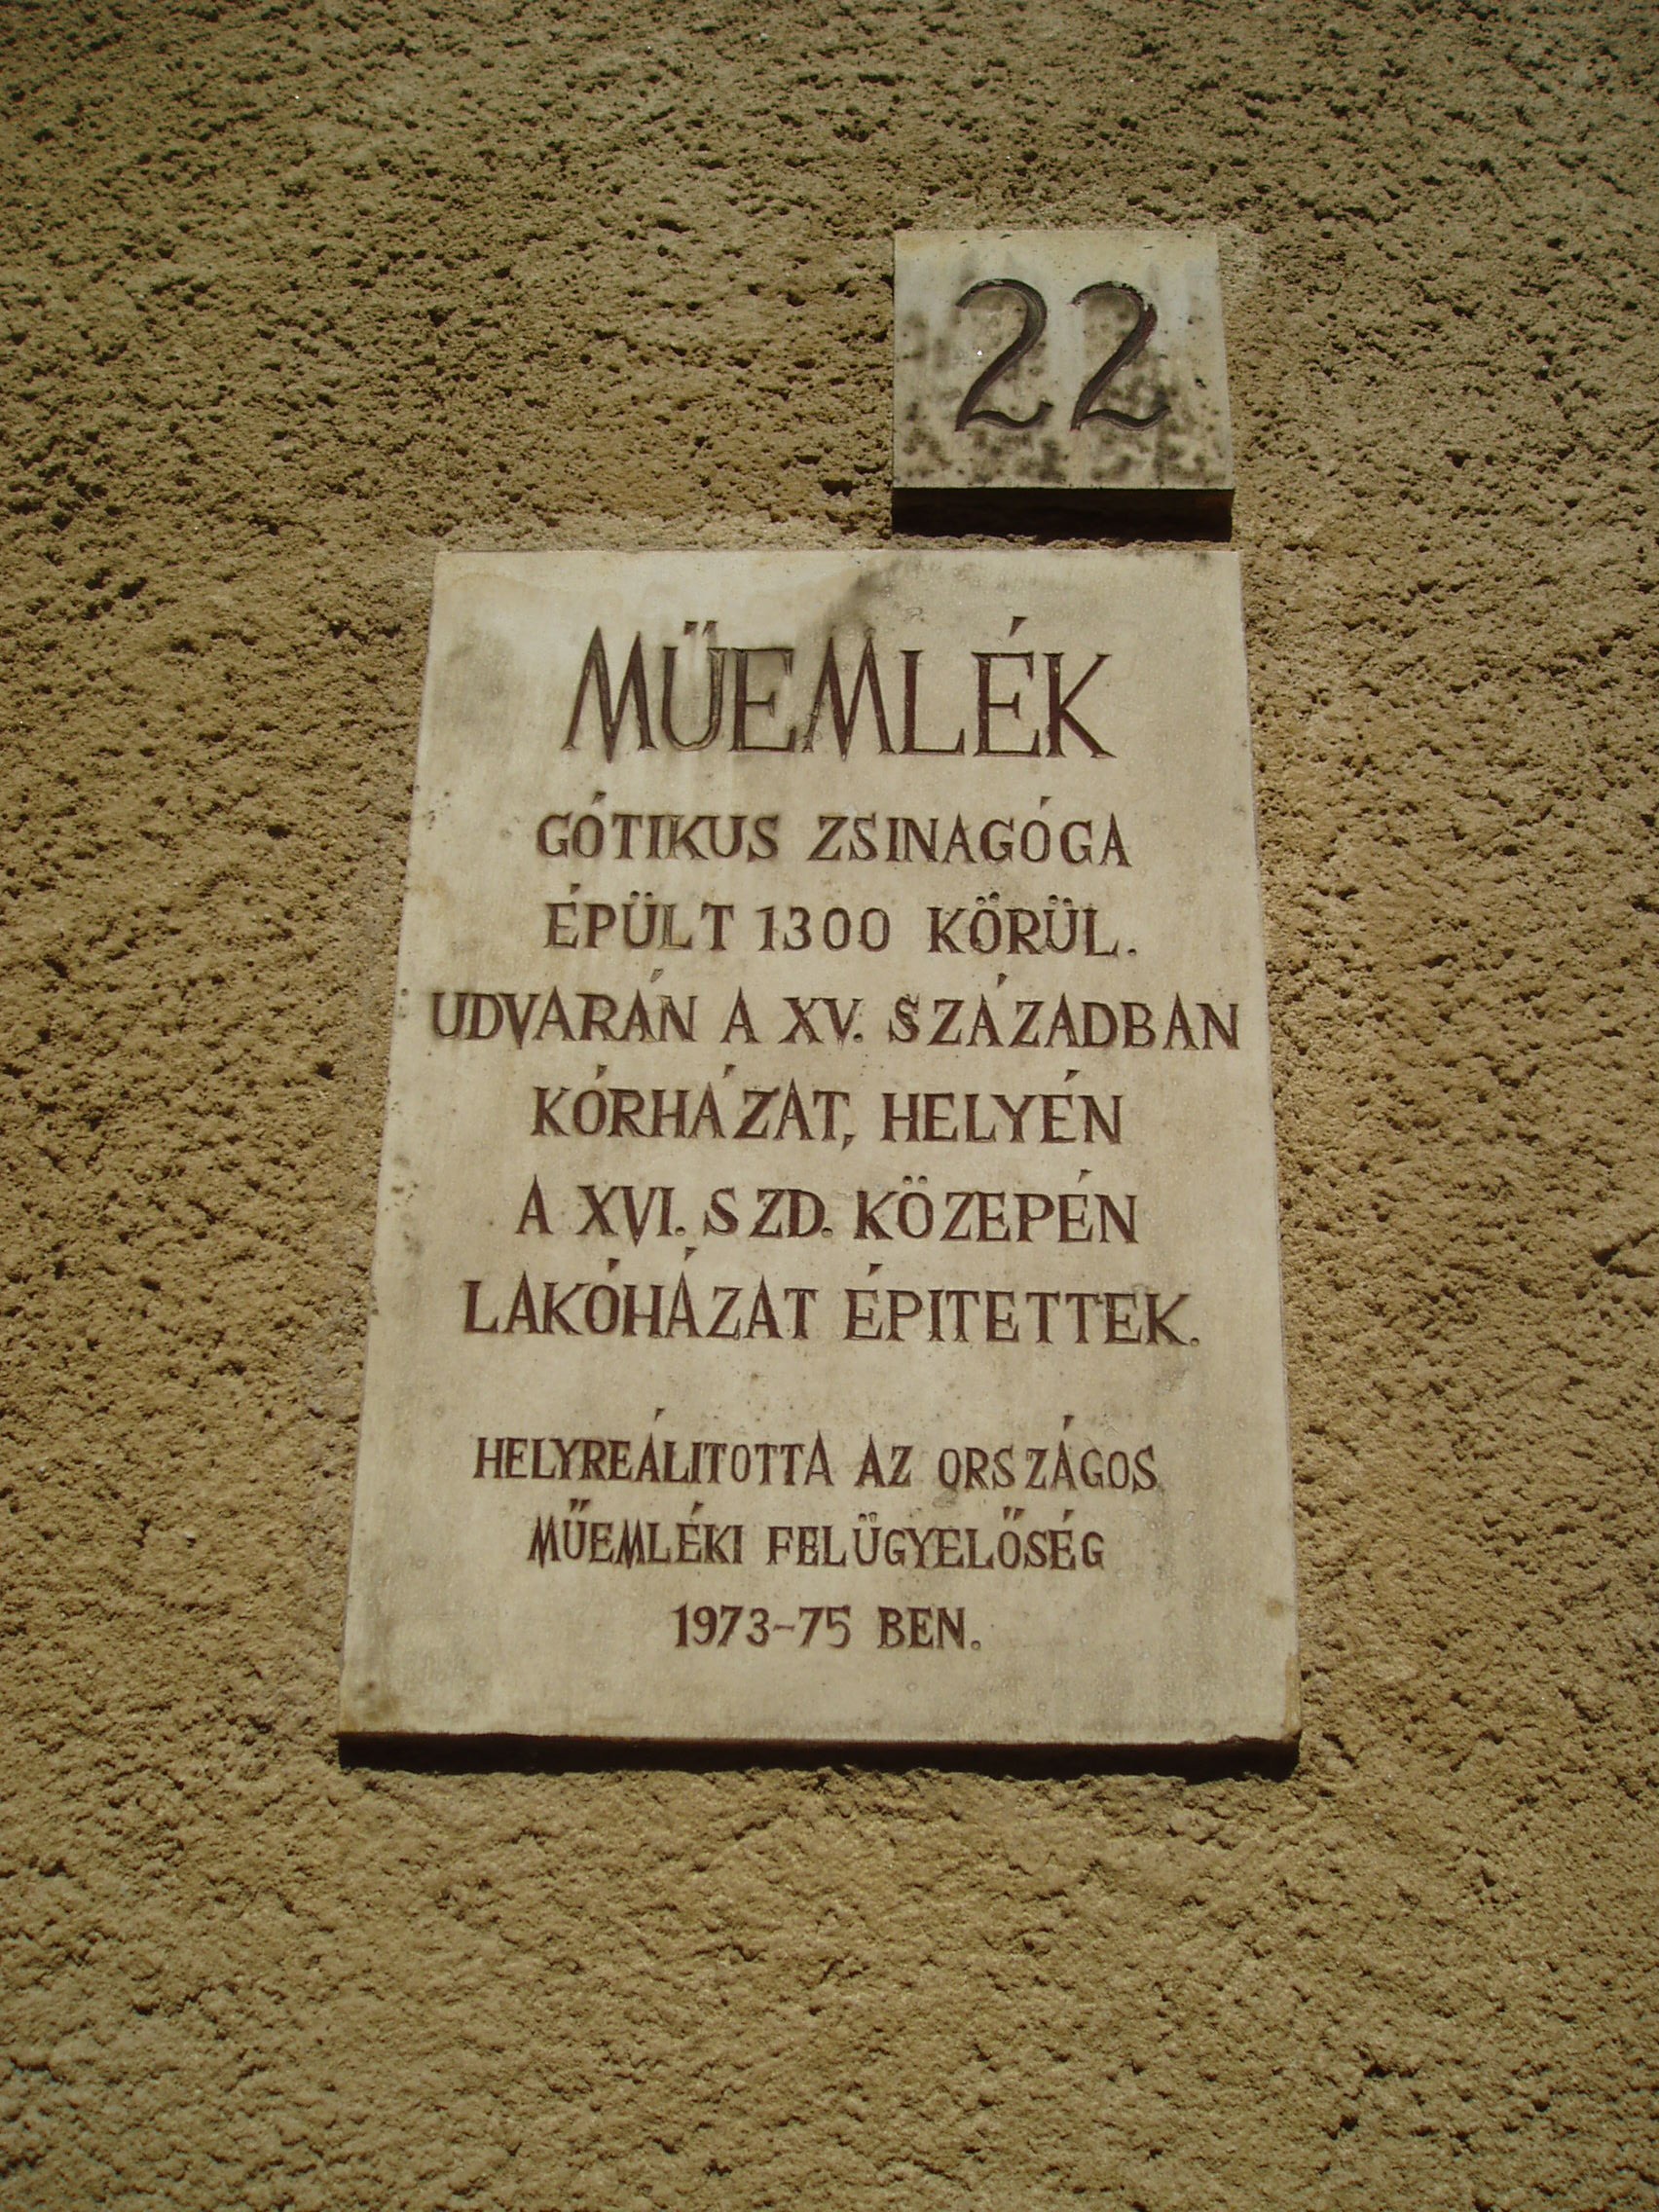 22
MŰEMLÉK
GÓTIKUS ZSINAGÓGA
ÉPÜLT 1300 KÖRÜL.
UDVARÁN A XV. SZÁZADBAN
KÓRHÁZAT, HELYÉN
A XVI. SZD. KÖZEPÉN
LAKÓHÁZAT ÉPITETTEK.
HELYREÁLITOTTA AZ ORSZÁGOS
MŰEMLÉKI FELÜGYELŐSÉG
1973-75 BEN.